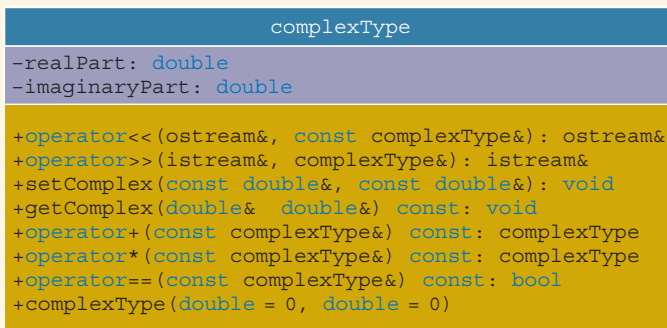 complexType
-realPart: double
-imaginaryPart: double
+operator<<(ostream&, const complexType&): ostream&
+operator>>(istream&, complexType&): istream&
+setComplex(const double&, const double&): void
+getComplex(double&  double&) const: void
+operator+(const complexType&) const: complexType
+operator*(const complexType&) const: complexType
+operator==(const complexType&) const: bool
+complexType(double = 0, double = 0)